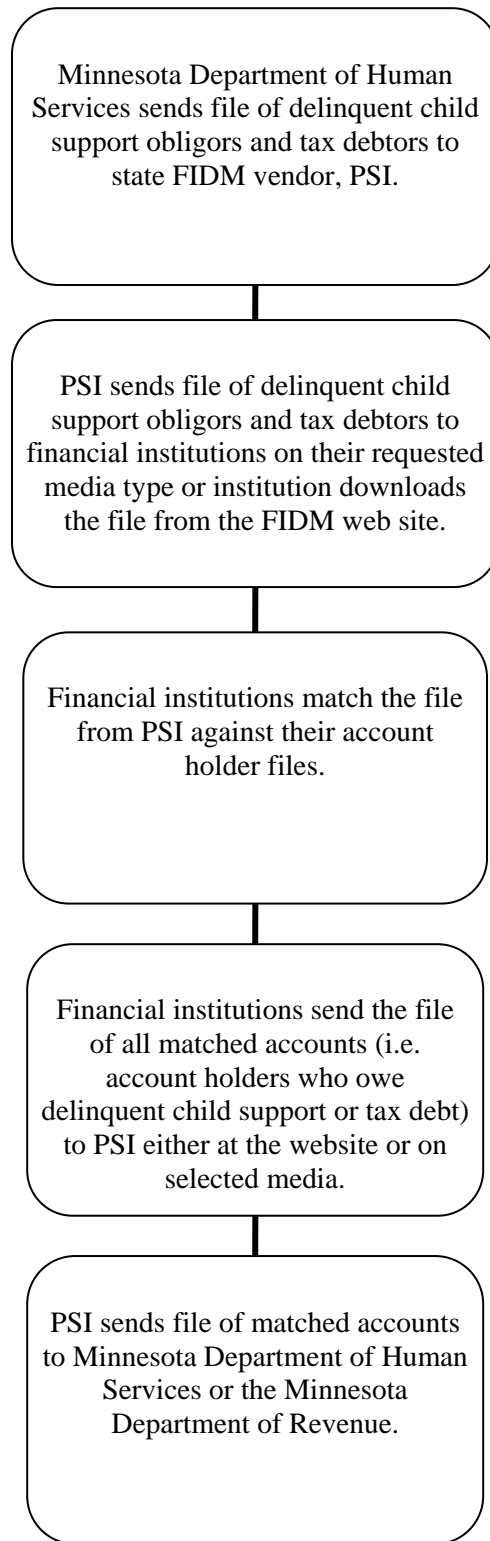 Minnesota Department of Human
Services sends file of delinquent child
support obligors and tax debtors to
state FIDM vendor, PSI.
PSI sends file of delinquent child
support obligors and tax debtors to
financial institutions on their requested
media type or institution downloads
the file from the FIDM web site.
Financial institutions match the file
from PSI against their account
holder files.
Financial institutions send the file
of all matched accounts (i.e.
account holders who owe
delinquent child support or tax debt)
to PSI either at the website or on
selected media.
PSI sends file of matched accounts
to Minnesota Department of Human
Services or the Minnesota
Department of Revenue.